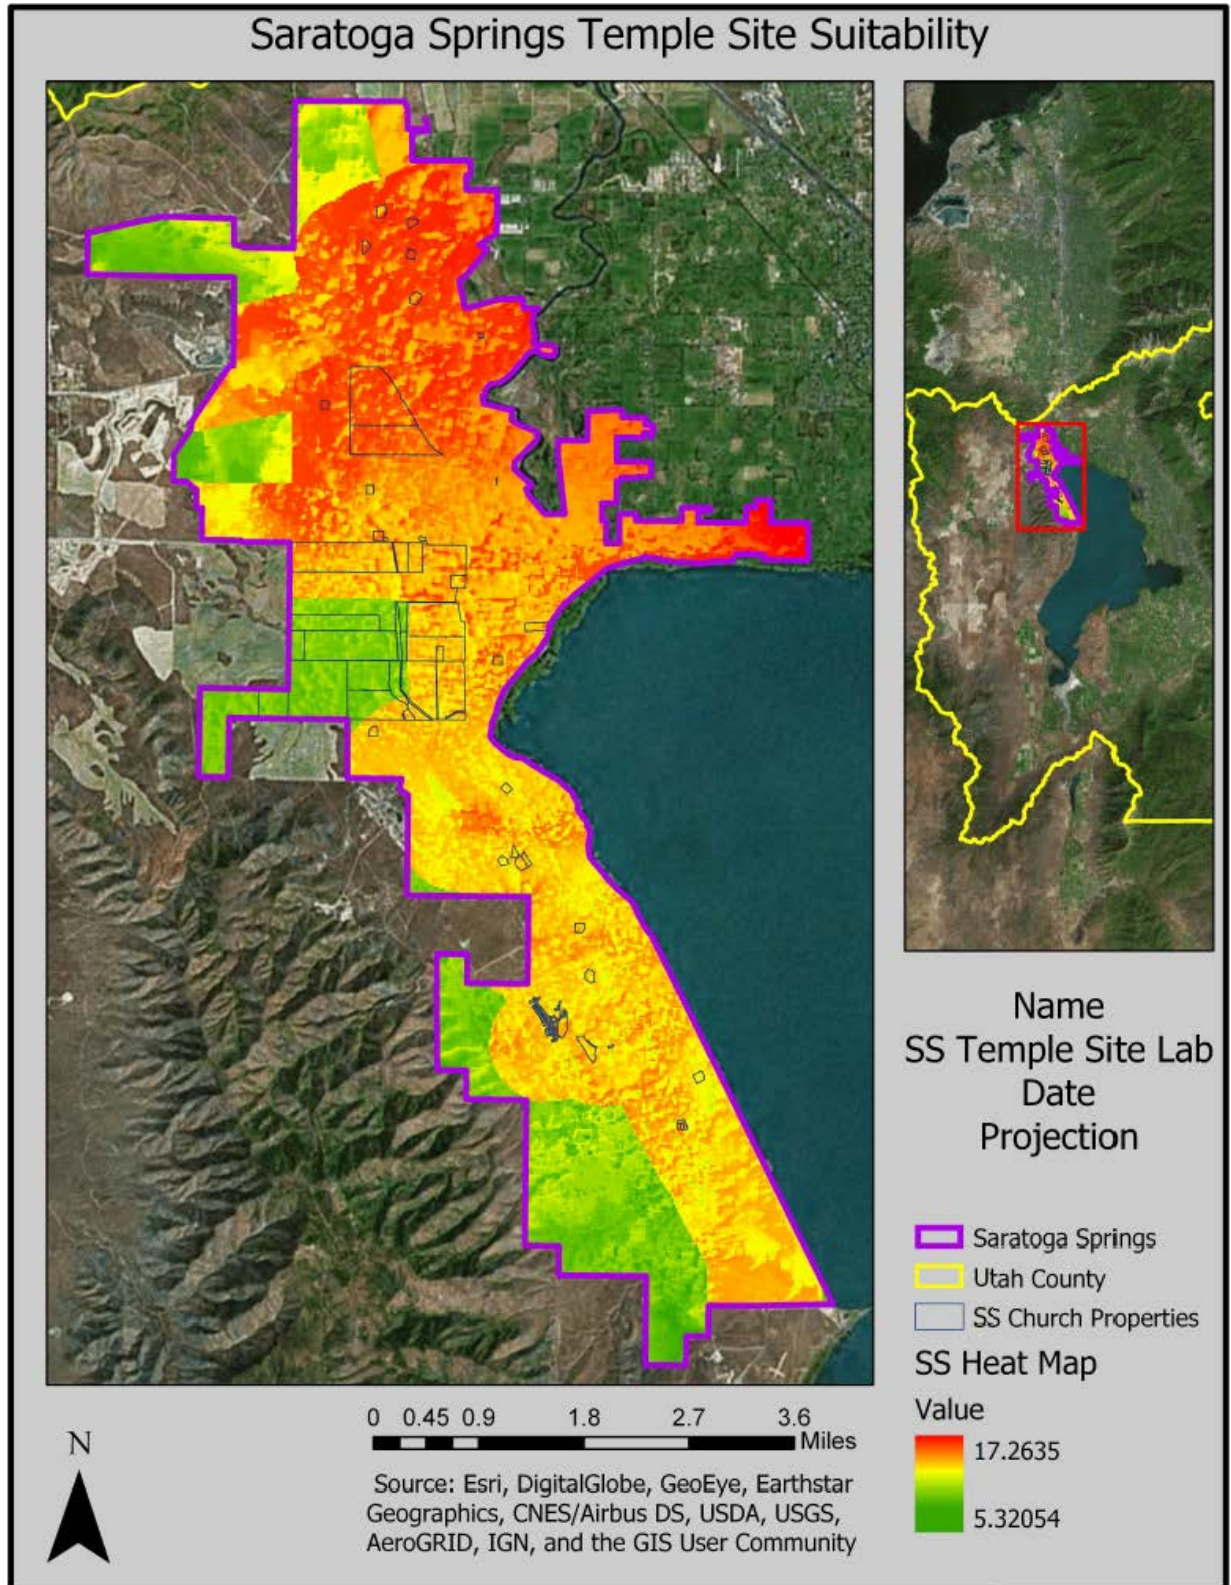 Saratoga Springs Temple Site Suitability
Name
SS Temple Site Lab
Date
Projection
Saratoga Springs
Utah County
SS Church Properties
SS Heat Map
Value
17.2635
5.32054
N
0 0.45 0.9 1.8 2.7 3.6
Miles
Source: Esri, DigitalGlobe, GeoEye, Earthstar
Geographics, CNES/Airbus DS, USDA, USGS,
AeroGRID, IGN, and the GIS User Community